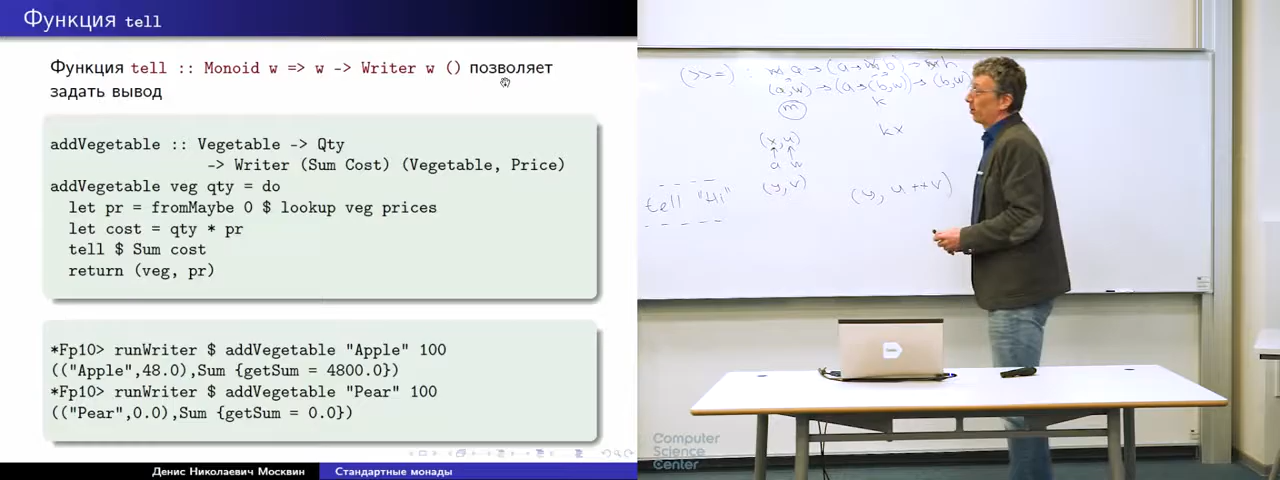 Функция tell
Функция tell :: Monoid w => w -> Writer w () позволяет
задать вывод
addVegetable :: Vegetable -> Qty
-> Writer (Sum Cost) (Vegetable, Price)
addVegetable veg qty = do
let pr = fromMaybe 0 $ lookup veg prices
let cost = qty * pr
tell $ Sum cost
return (veg, pr)
*Fp10> runWriter $ addVegetable "Apple" 100
(("Apple",48.0),Sum {getSum = 4800.0})
*Fp10> runWriter $ addVegetable "Pear" 100
(("Pear",0.0),Sum {getSum = 0.0})
Денис Николаевич Москвин
Стандартные монады
(>>=) :
(a, w) → (a → (b, w)) → (b, w)
m
k
kx
(x, u)
a w
(y, v)
(y, u ++ v)
tell "Hi"
Computer
Science
Center